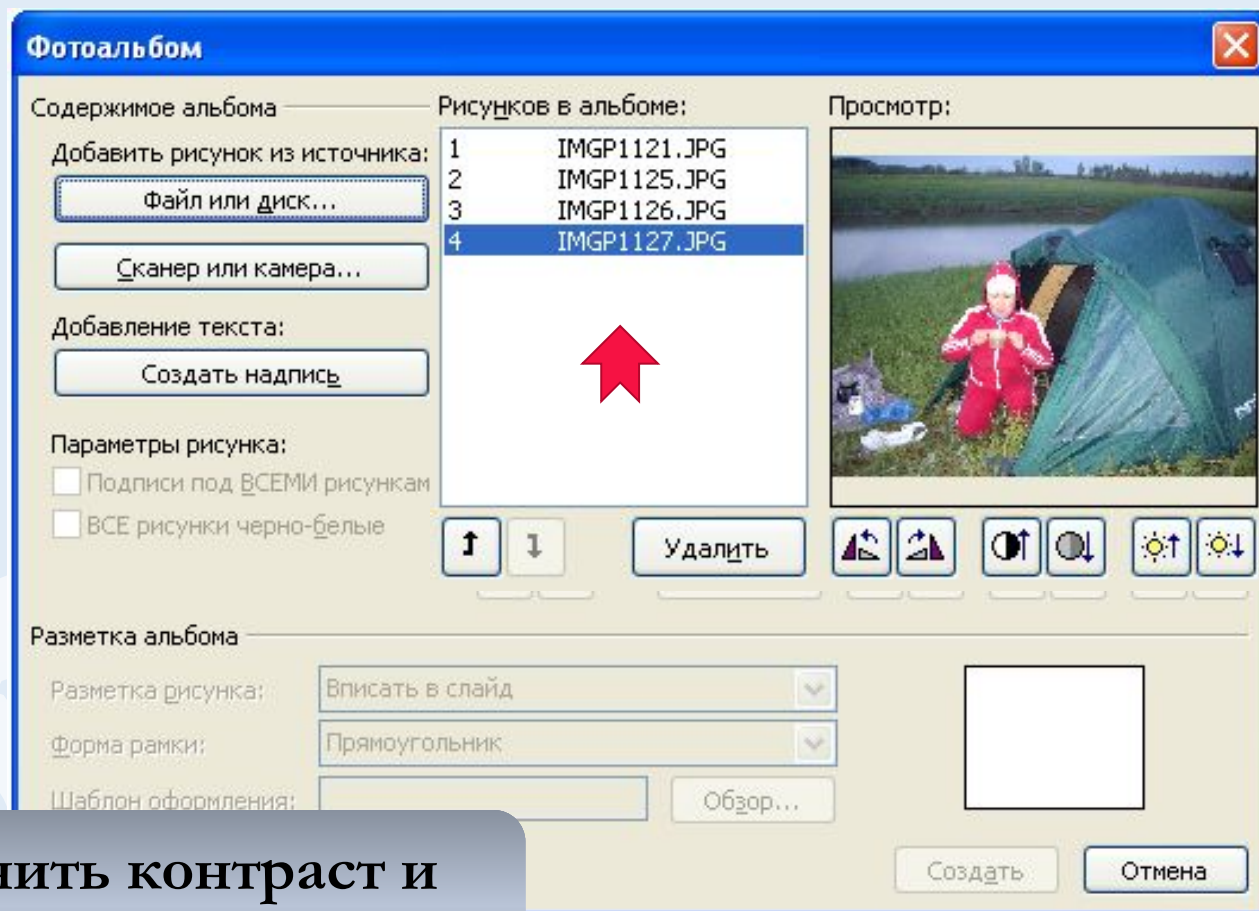 Фотоальбом
Содержимое альбома
Добавить рисунок из источника:
Файл или диск...
Сканер или камера...
Добавление текста:
Создать надпись
Параметры рисунка:
Подписи под ВСЕМИ рисункам
ВСЕ рисунки черно-белые
Рисунков в альбоме:
1 IMGP1121.JPG
2 IMGP1125.JPG
3 IMGP1126.JPG
4 IMGP1127.JPG
Удалить
Просмотр:
Разметка альбома
Разметка рисунка: Вписать в слайд
Форма рамки: Прямоугольник
Шаблон оформления: Обзор...
Создать Отмена
контраст и